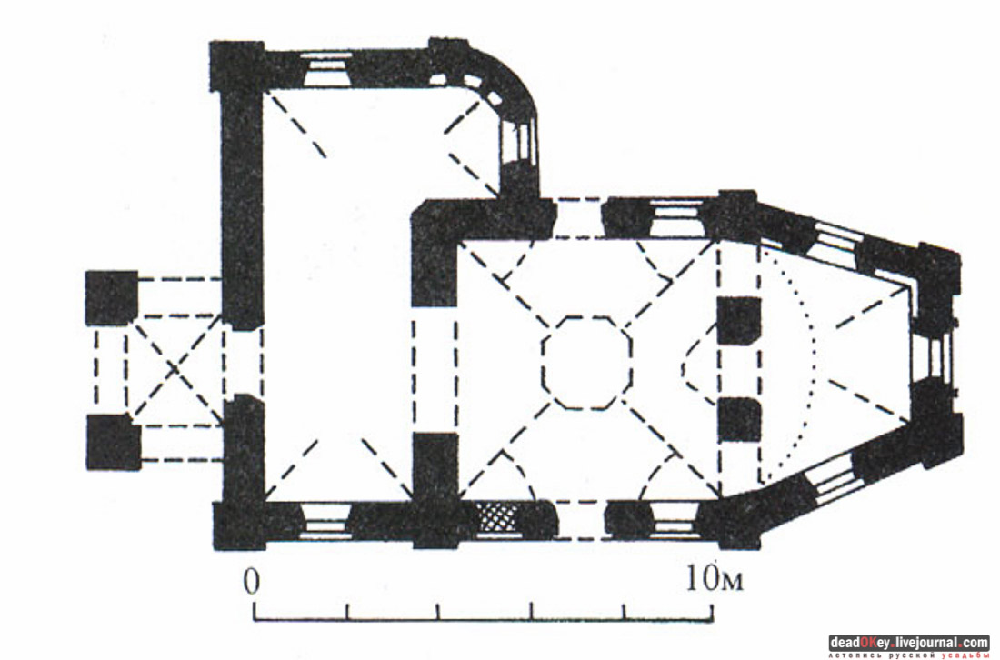 0 10м
deadOKey.livejournal.com
летопись русской усадьбы